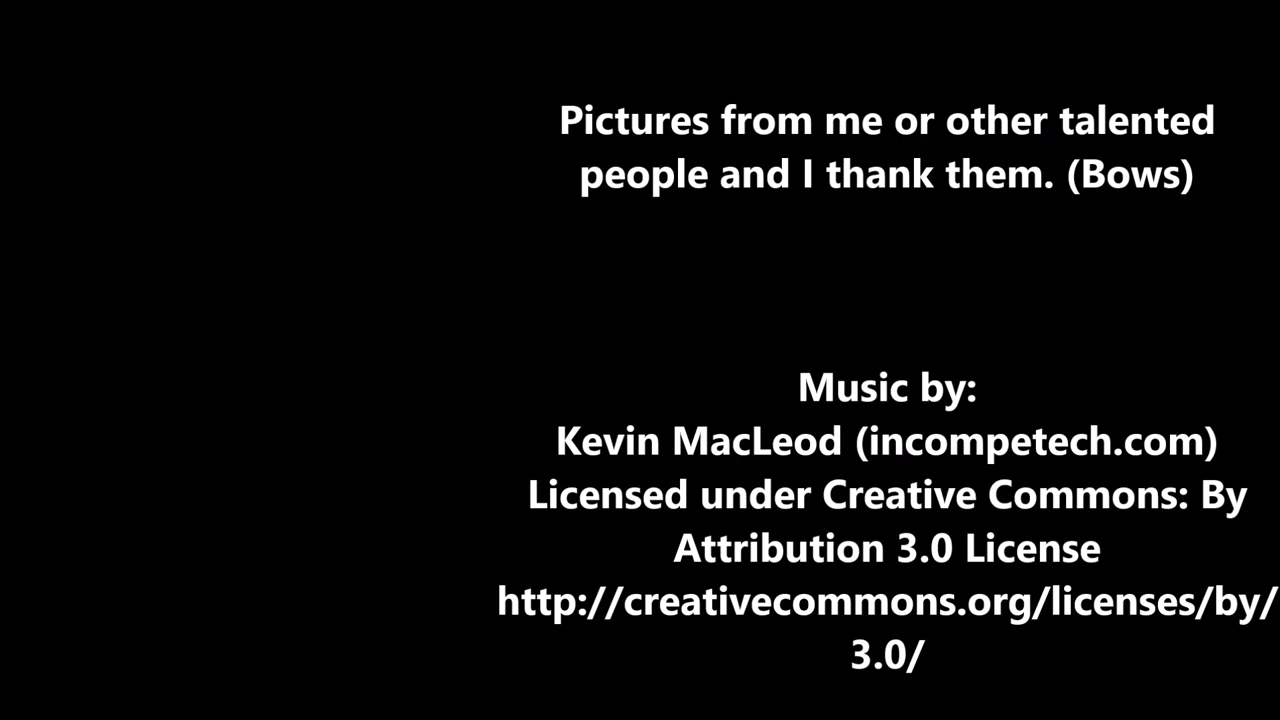 Pictures from me or other talented
people and I thank them. (Bows)
Music by:
Kevin MacLeod (incompetech.com)
Licensed under Creative Commons: By
Attribution 3.0 License
http://creativecommons.org/licenses/by/
3.0/